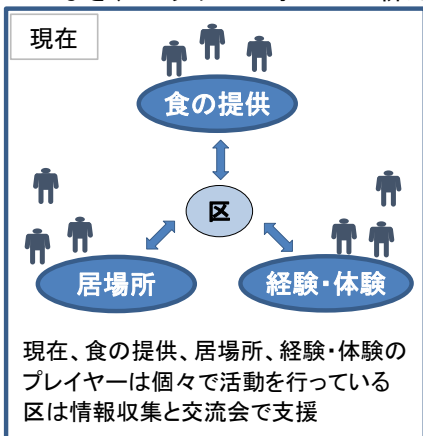 現在
食の提供
区
居場所
経験・体験
現在、食の提供、居場所、経験・体験の
プレイヤーは個々で活動を行っている
区は情報収集と交流会で支援